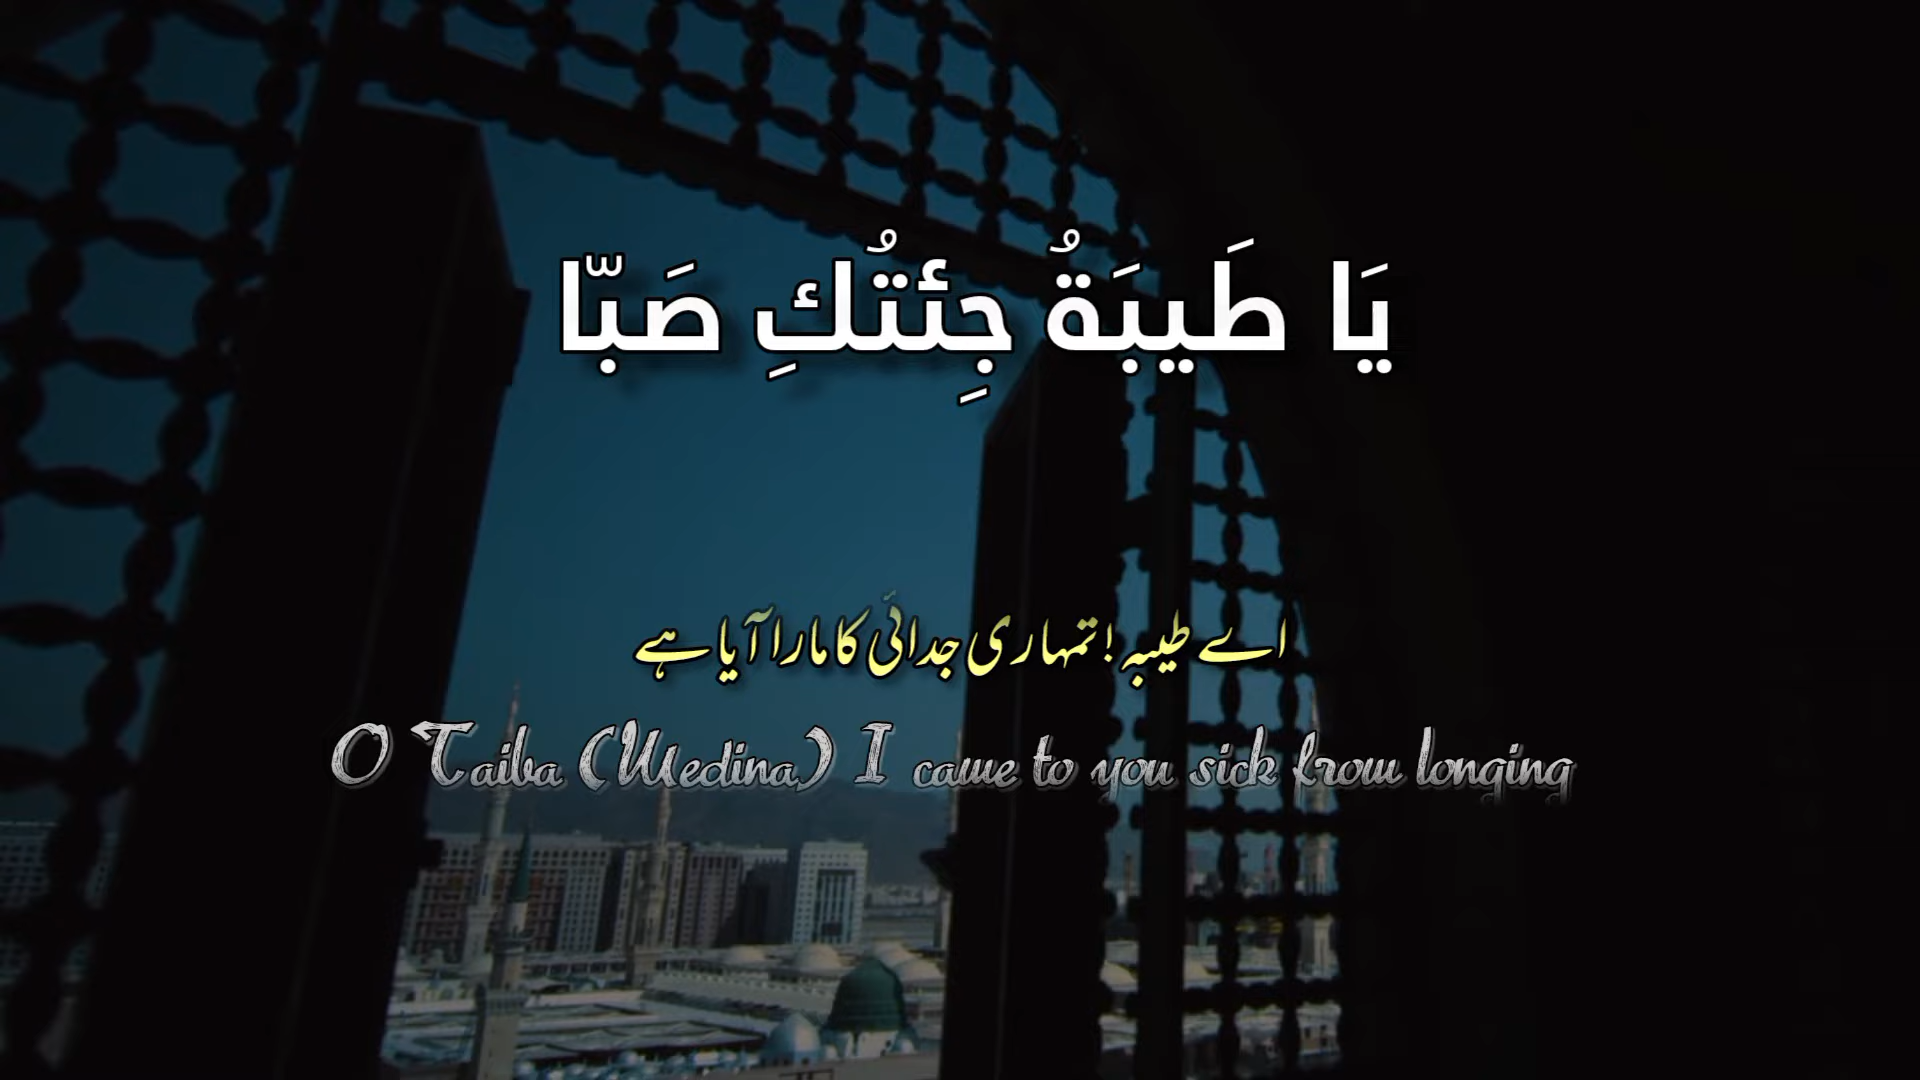 يَا طَيبَةُ جِئتُكِ صَبّا
اے طیبہ ! تمہاری جدائی کا مارا آیا ہے
O Taiba (Medina) I came to you sick from longing